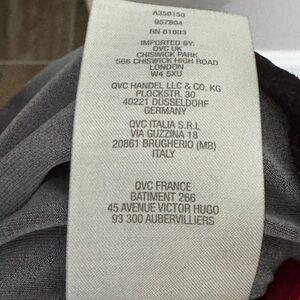 A350150
957804
RN 81803
IMPORTED BY:
QVC UK
CHISWICK PARK
566 CHISWICK HIGH ROAD
LONDON
W4 5XU
QVC HANDEL LLC & CO. KG
PLOCKSTR. 30
40221 DÜSSELDORF
GERMANY
QVC ITALIA S.R.L
VIA GUZZINA 18
20861 BRUGHERIO (MB)
ITALY
QVC FRANCE
BATIMENT 266
45 AVENUE VICTOR HUGO
93 300 AUBERVILLIERS